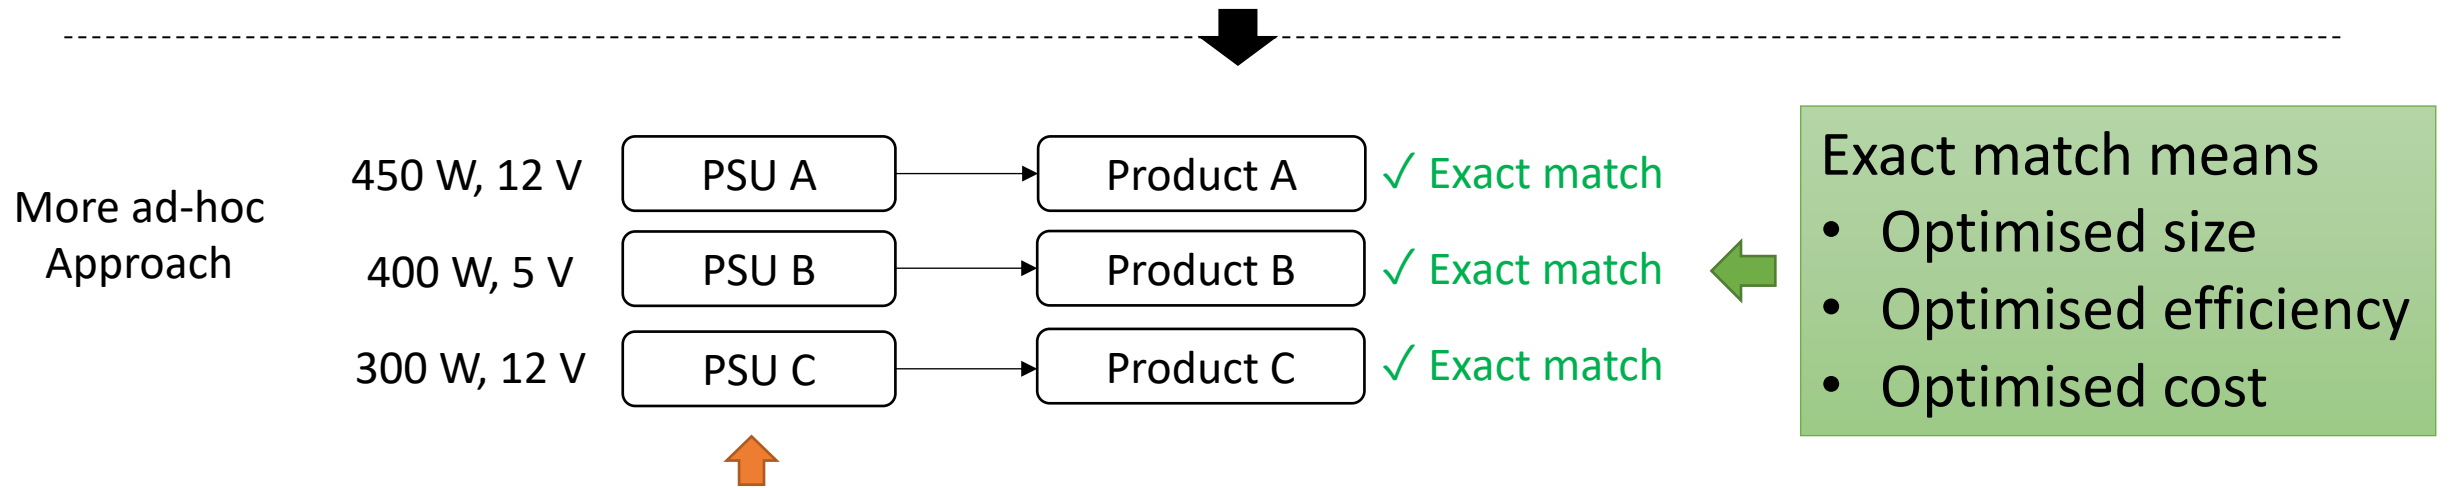 More ad-hoc
Approach
450 W, 12 V PSU A Product A ✓ Exact match
400 W, 5 V PSU B Product B ✓ Exact match
300 W, 12 V PSU C Product C ✓ Exact match
Exact match means
• Optimised size
• Optimised efficiency
• Optimised cost